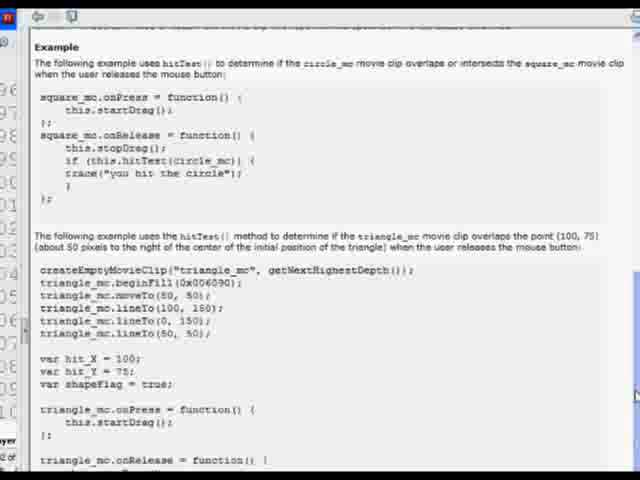 Example
The following example uses hitTest() to determine if the circle_mc movie clip overlaps or intersects the square_mc movie clip
when the user releases the mouse button:
square_mc.onPress = function() {
this.startDrag();
};
square_mc.onRelease = function() {
this.stopDrag();
if (this.hitTest(circle_mc)) {
trace("you hit the circle");
}
};
The following example uses the hitTest() method to determine if the triangle_mc movie clip overlaps the point (100, 75)
(about 50 pixels to the right of the center of the initial position of the triangle) when the user releases the mouse button:
createEmptyMovieClip("triangle_mc", getNextHighestDepth());
triangle_mc.beginFill(0x006090);
triangle_mc.moveTo(50, 50);
triangle_mc.lineTo(100, 150);
triangle_mc.lineTo(0, 150);
triangle_mc.lineTo(50, 50);
var hit_X = 100;
var hit_Y = 75;
var shapeFlag = true;
triangle_mc.onPress = function() {
this.startDrag();
};
triangle_mc.onRelease = function() {